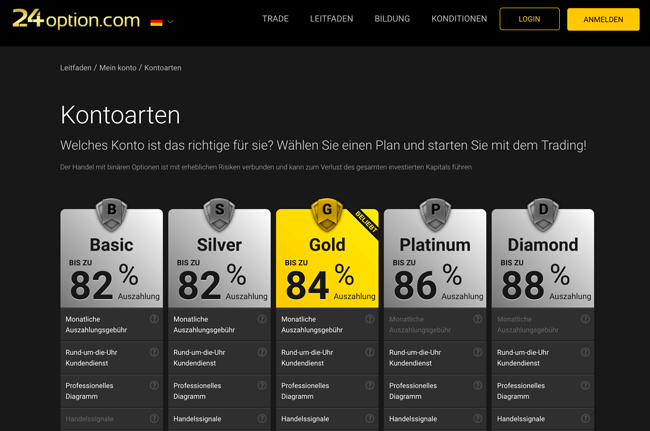 24option.com
TRADE LEITFADEN BILDUNG KONDITIONEN LOGIN ANMELDEN
Leitfaden / Mein konto / Kontoarten
Kontoarten
Welches Konto ist das richtige für sie? Wählen Sie einen Plan und starten Sie mit dem Trading!
Der Handel mit binären Optionen ist mit erheblichen Risiken verbunden und kann zum Verlust des gesamten investierten Kapitals führen
B S G P D
BELIEBT
Basic Silver Gold Platinum Diamond
BIS ZU BIS ZU BIS ZU BIS ZU BIS ZU
82% 82% 84% 86% 88%
Auszahlung Auszahlung Auszahlung Auszahlung Auszahlung
Monatliche ? Monatliche ? Monatliche ? Monatliche ? Monatliche ?
Auszahlungsgebühr Auszahlungsgebühr Auszahlungsgebühr Auszahlungsgebühr Auszahlungsgebühr
Rund-um-die-Uhr ? Rund-um-die-Uhr ? Rund-um-die-Uhr ? Rund-um-die-Uhr ? Rund-um-die-Uhr ?
Kundendienst Kundendienst Kundendienst Kundendienst Kundendienst
Professionelles ? Professionelles ? Professionelles ? Professionelles ? Professionelles ?
Diagramm Diagramm Diagramm Diagramm Diagramm
Handelssignale ? Handelssignale ? Handelssignale ? Handelssignale ? Handelssignale ?